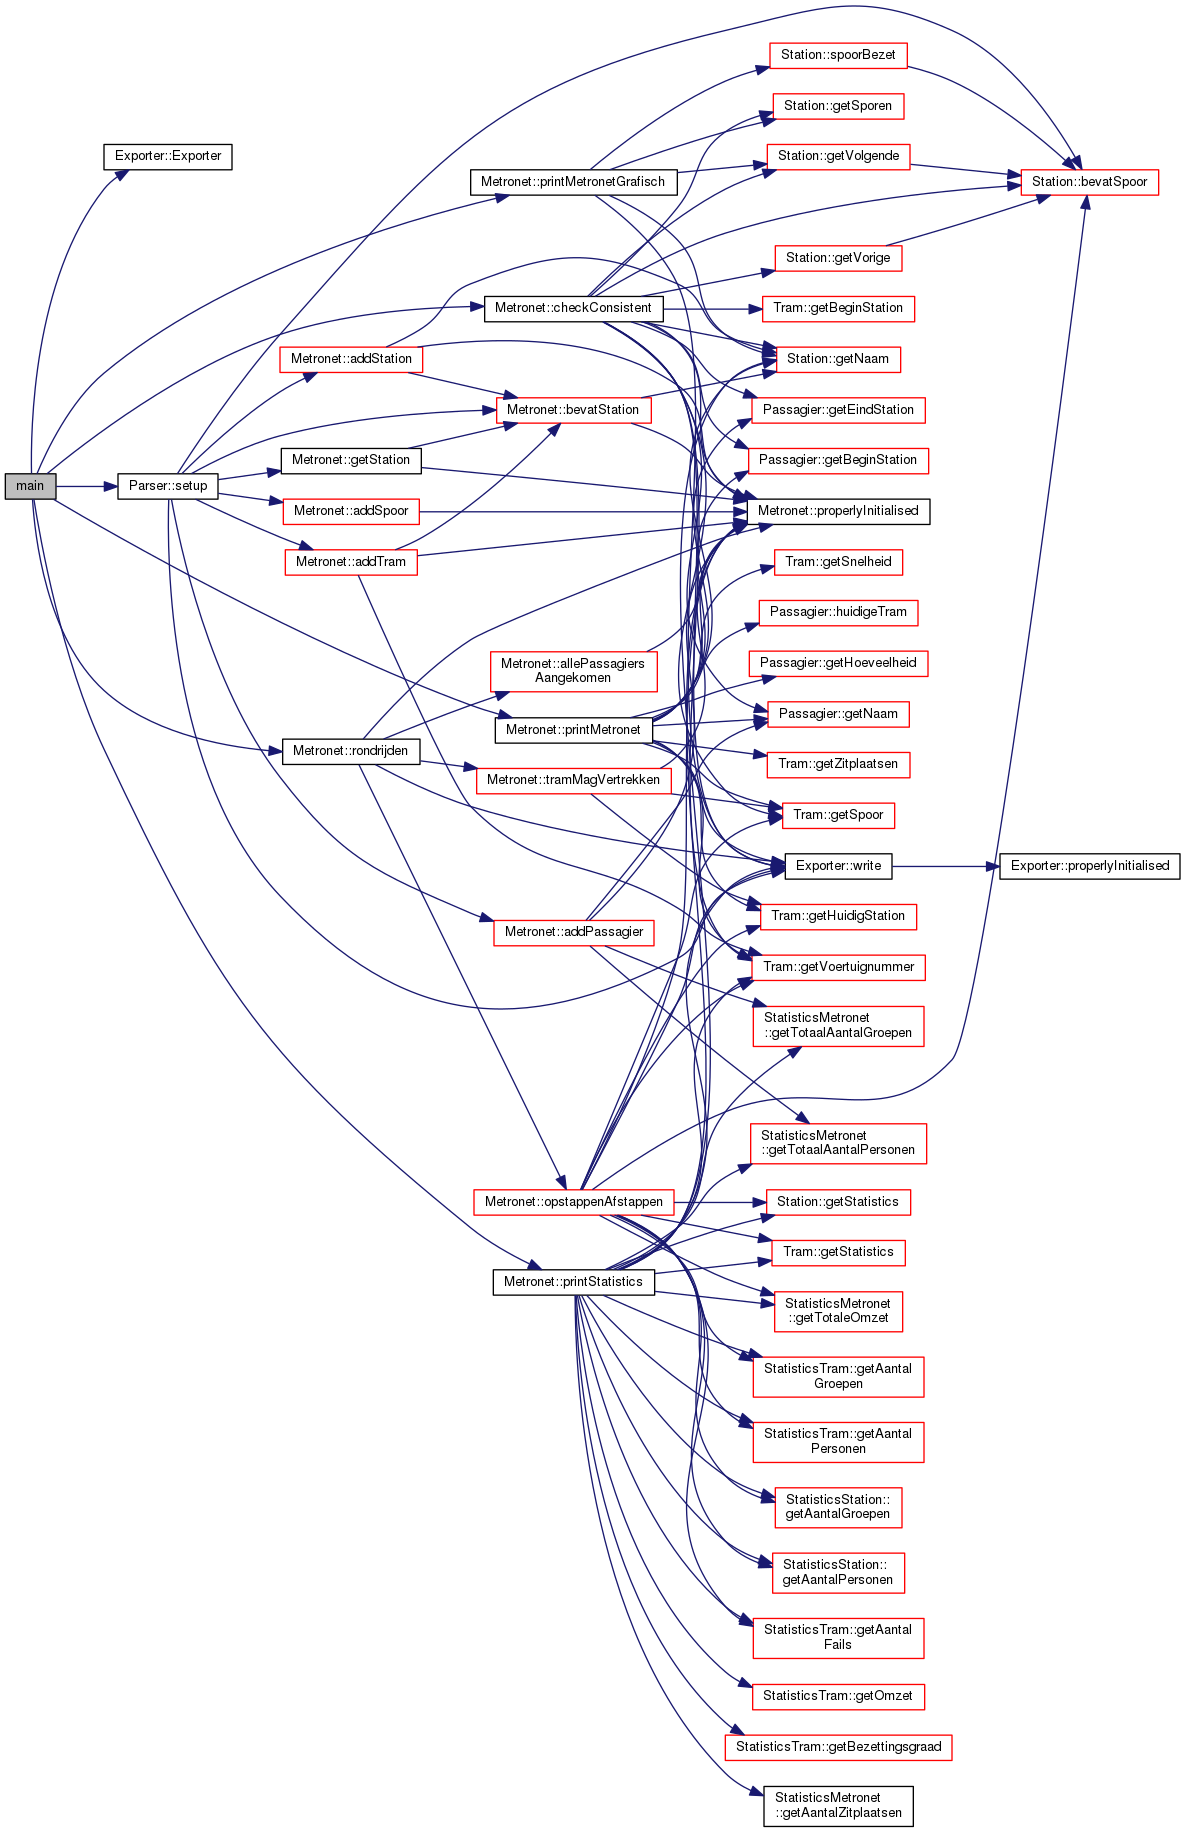 Station::spoorBezet
Station::getSporen
Exporter::Exporter
Station::getVolgende
Metronet::printMetronetGrafisch
Station::bevatSpoor
Station::getVorige
Metronet::checkConsistent
Tram::getBeginStation
Metronet::addStation
Station::getNaam
Metronet::bevatStation
Passagier::getEindStation
Metronet::getStation
Passagier::getBeginStation
main
Parser::setup
Metronet::addSpoor
Metronet::properlyInitialised
Metronet::addTram
Tram::getSnelheid
Passagier::huidigeTram
Metronet::allePassagiers
Aangekomen
Passagier::getHoeveelheid
Passagier::getNaam
Metronet::printMetronet
Metronet::rondrijden
Tram::getZitplaatsen
Metronet::tramMagVertrekken
Tram::getSpoor
Exporter::write
Exporter::properlyInitialised
Tram::getHuidigStation
Metronet::addPassagier
Tram::getVoertuignummer
StatisticsMetronet
::getTotaalAantalGroepen
StatisticsMetronet
::getTotaalAantalPersonen
Metronet::opstappenAfstappen
Station::getStatistics
Tram::getStatistics
Metronet::printStatistics
StatisticsMetronet
::getTotaleOmzet
StatisticsTram::getAantal
Groepen
StatisticsTram::getAantal
Personen
StatisticsStation::
getAantalGroepen
StatisticsStation::
getAantalPersonen
StatisticsTram::getAantal
Fails
StatisticsTram::getOmzet
StatisticsTram::getBezettingsgraad
StatisticsMetronet
::getAantalZitplaatsen